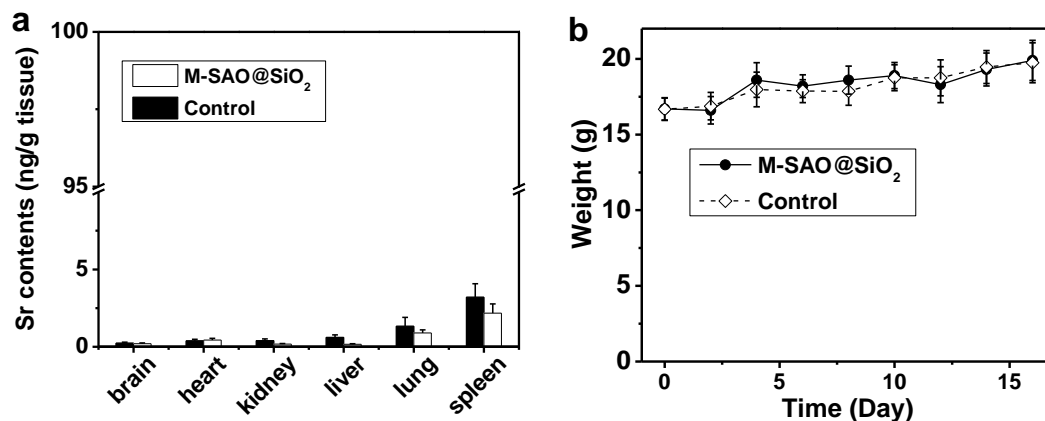 a
Sr contents (ng/g tissue)
100
95
5
0
M-SAO@SiO₂
Control
brain
heart
kidney
liver
lung
spleen
b
Weight (g)
20
15
10
5
0
M-SAO@SiO₂
Control
0
5
10
15
Time (Day)